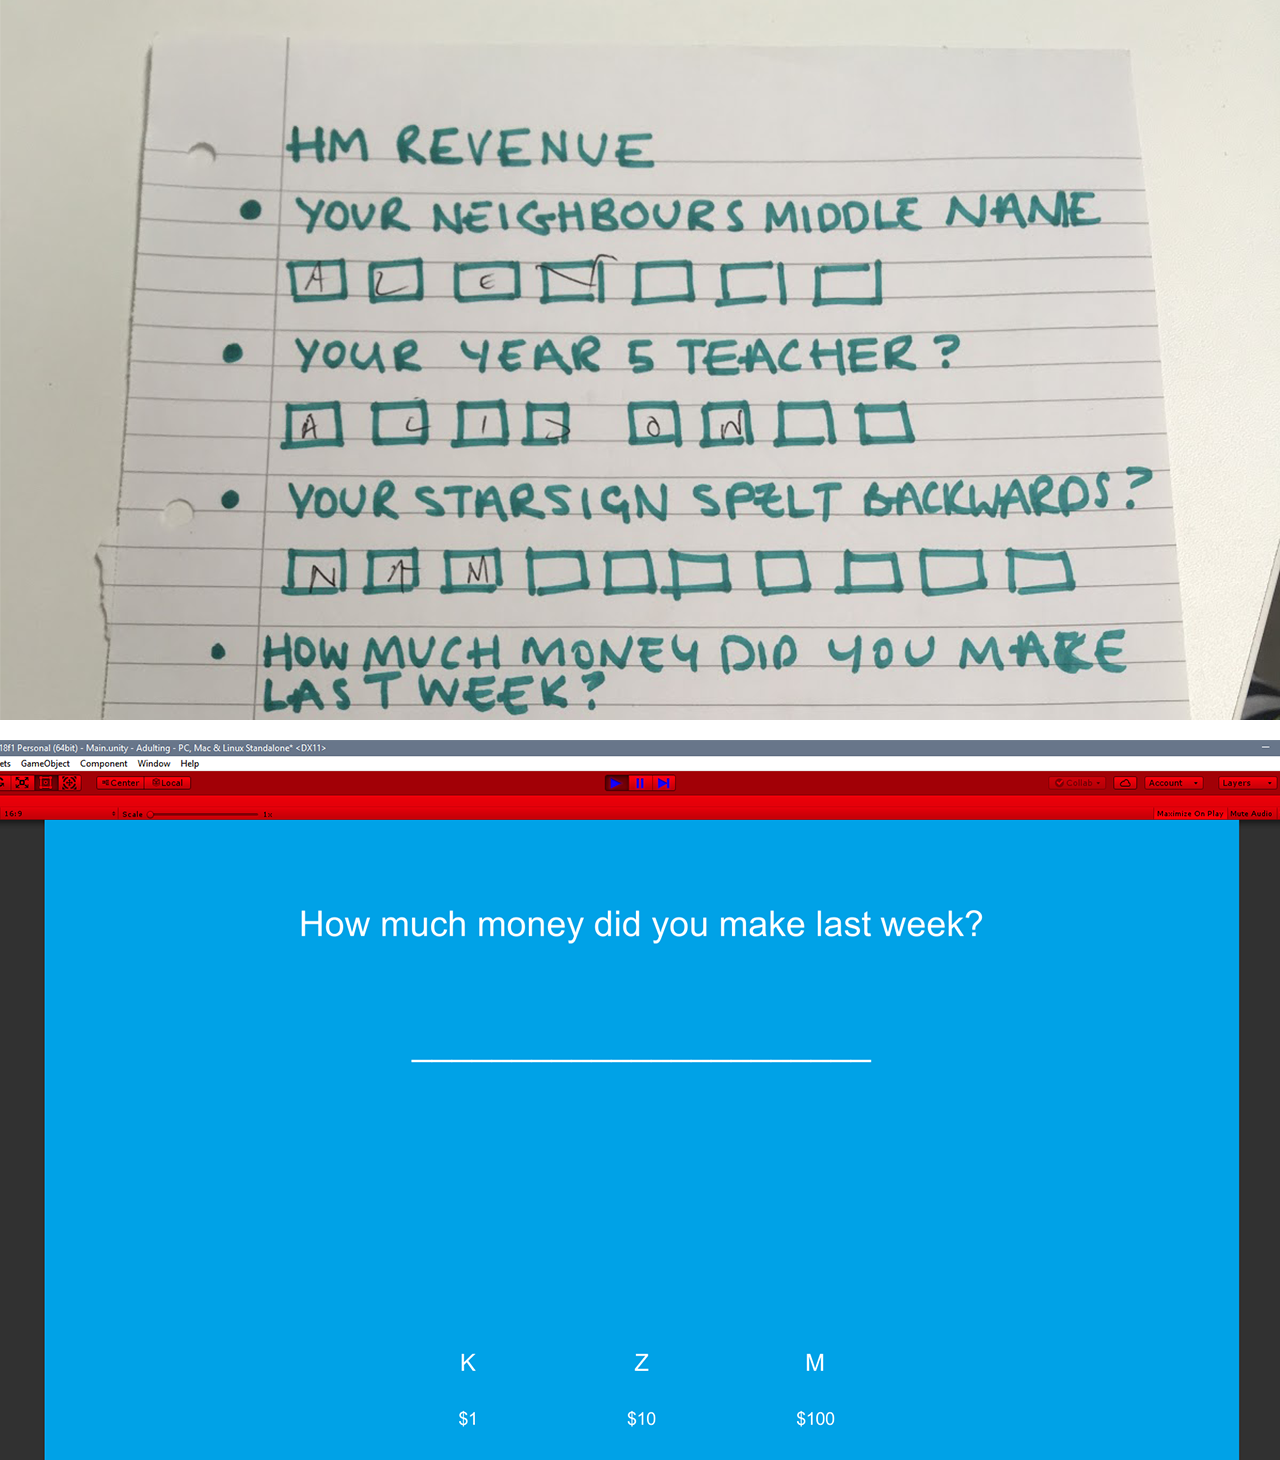 HM REVENUE
• YOUR NEIGHBOURS MIDDLE NAME
A L E N
• YOUR YEAR 5 TEACHER?
A L I S O N
• YOUR STARSIGN SPELT BACKWARDS?
N A M
• HOW MUCH MONEY DID YOU MAKE
LAST WEEK?
18f1 Personal (64bit) - Main.unity - Adulting - PC, Mac & Linux Standalone* <DX11>
ets GameObject Component Window Help
Center Local Collab Account Layers
16:9 Scale 1x Maximize On Play Mute Audio
How much money did you make last week?
K Z M
$1 $10 $100